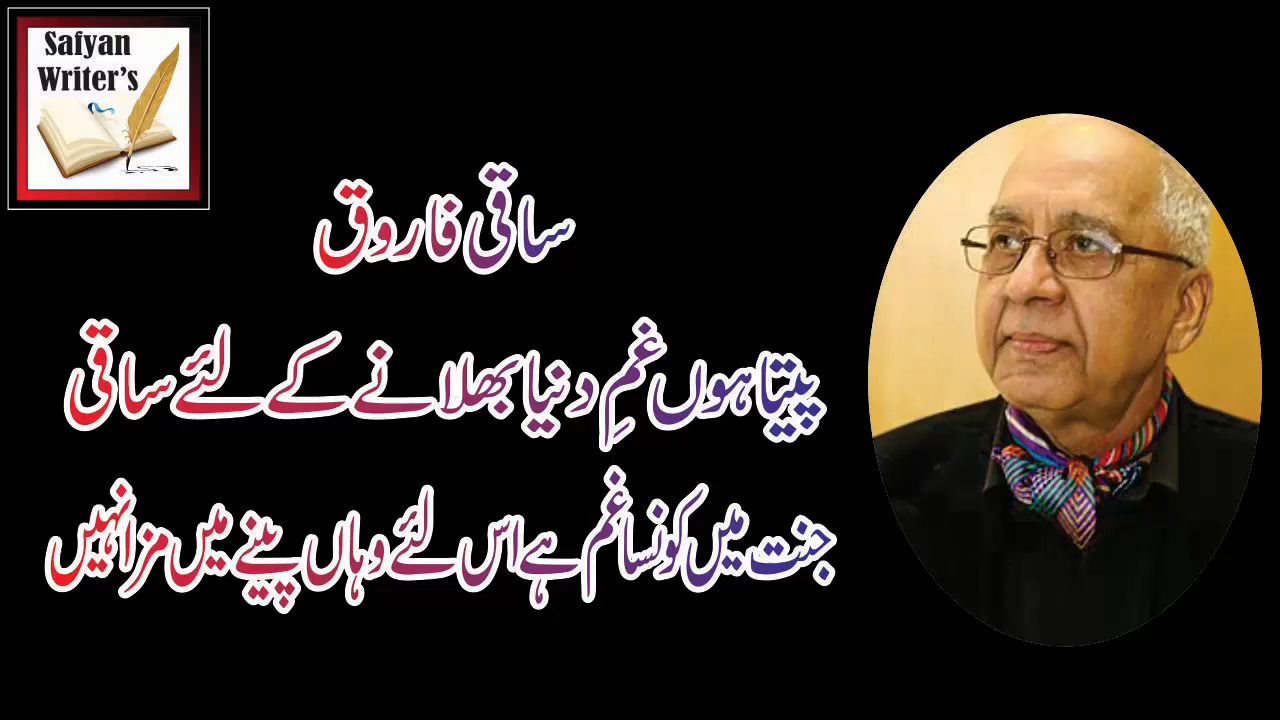 Safyan
Writer's
ساقی فاروق
پیتا ہوں غمِ دنیا بھلانے کے لئے ساقی
جنت میں کونسا غم ہے اس لئے وہاں پینے میں مزا نہیں